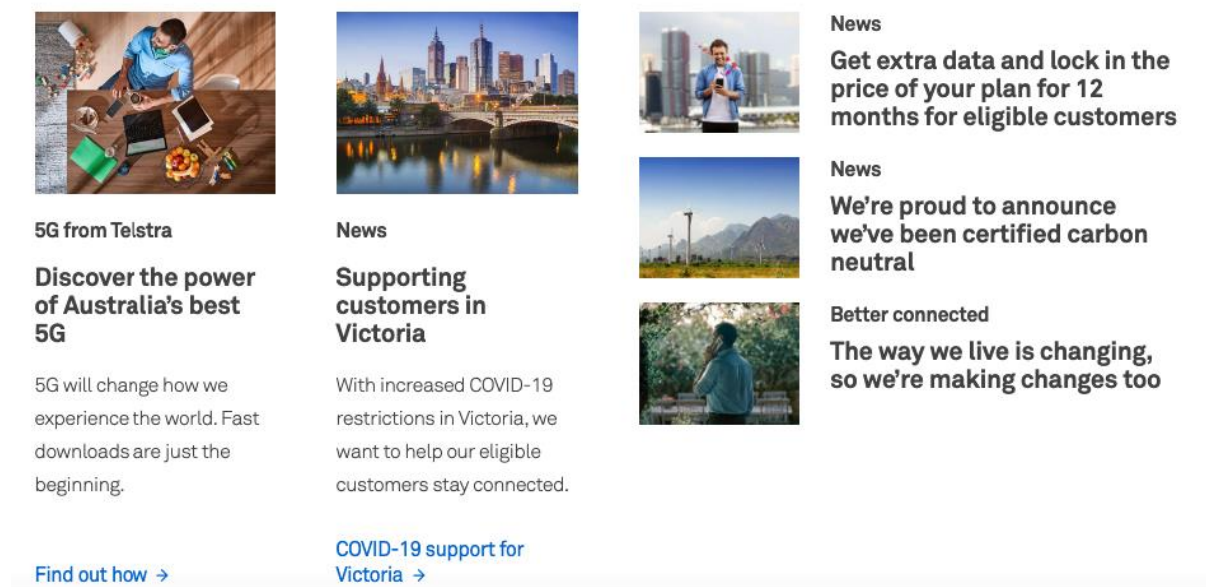 5G from Telstra
Discover the power
of Australia's best
5G
5G will change how we
experience the world. Fast
downloads are just the
beginning.
Find out how →
News
Supporting
customers in
Victoria
With increased COVID-19
restrictions in Victoria, we
want to help our eligible
customers stay connected.
COVID-19 support for
Victoria →
News
Get extra data and lock in the
price of your plan for 12
months for eligible customers
News
We're proud to announce
we've been certified carbon
neutral
Better connected
The way we live is changing,
so we're making changes too